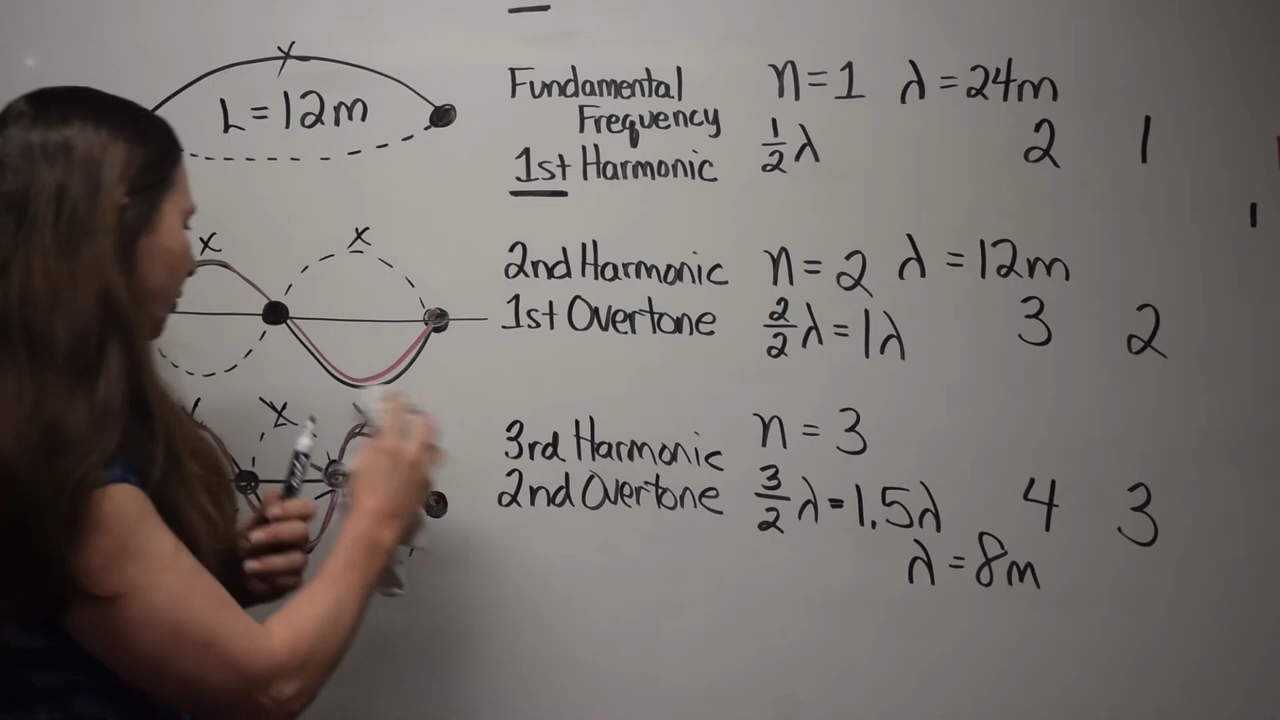 x
L=12m
Fundamental
Frequency
1st Harmonic
n=1 λ=24m
1/2 λ 2 1
x x
2nd Harmonic n=2 λ=12m
1st Overtone 2/2 λ=1λ 3 2
x
3rd Harmonic n=3
2nd Overtone 3/2 λ=1.5λ 4 3
λ=8m